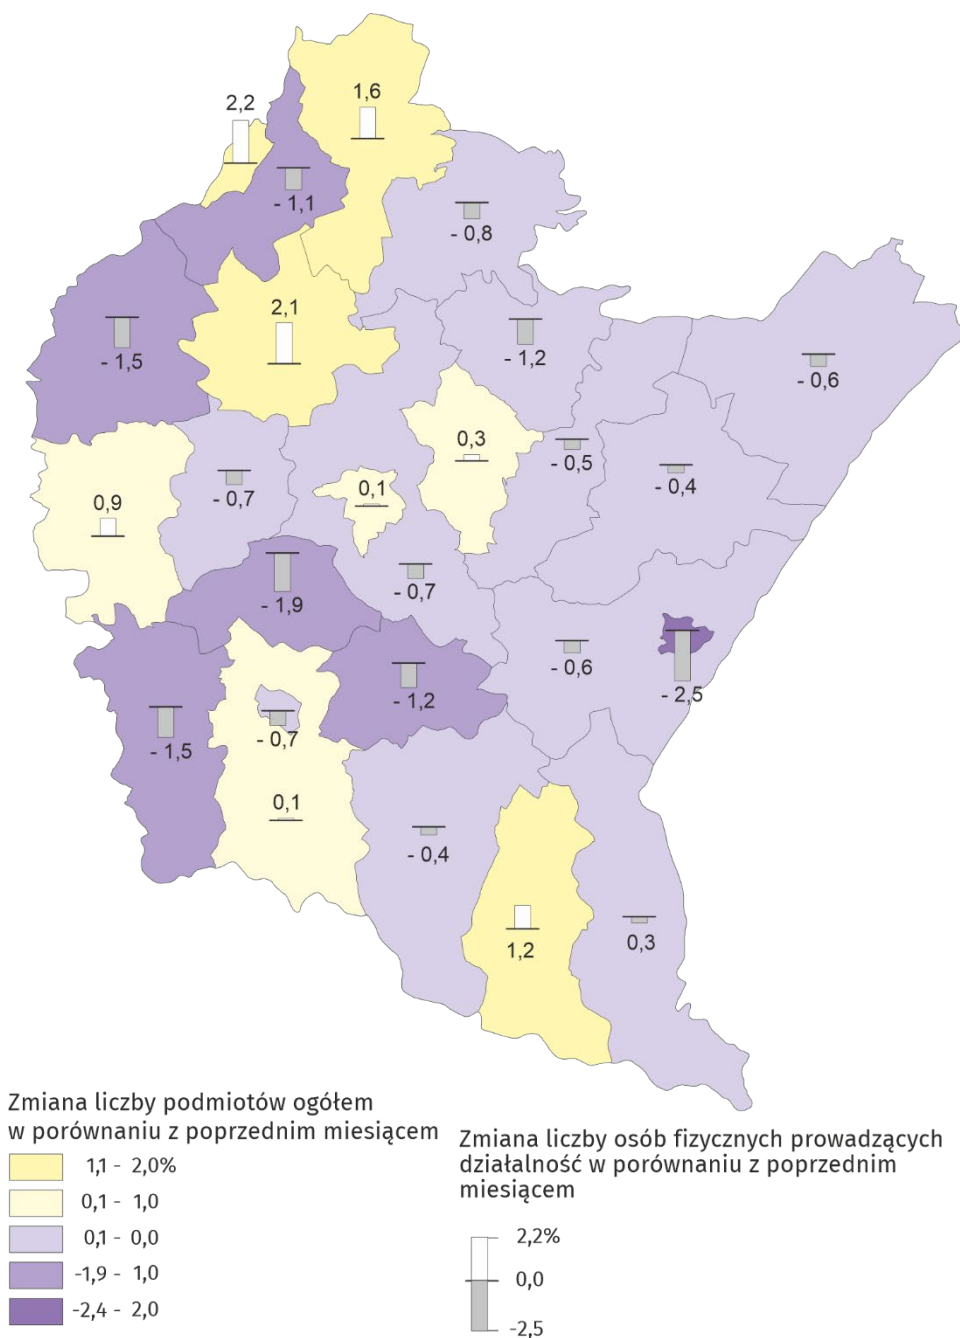 1,6
2,2
- 1,1
- 0,8
2,1
- 1,2
- 1,5
- 0,6
0,3
- 0,5
- 0,4
- 0,7
0,1
0,9
- 0,7
- 1,9
- 0,6
- 2,5
- 1,2
- 0,7
- 1,5
0,1
- 0,4
1,2
0,3
Zmiana liczby podmiotów ogółem
w porównaniu z poprzednim miesiącem
1,1 - 2,0%
0,1 - 1,0
0,1 - 0,0
-1,9 - 1,0
-2,4 - 2,0
Zmiana liczby osób fizycznych prowadzących
działalność w porównaniu z poprzednim
miesiącem
2,2%
0,0
-2,5